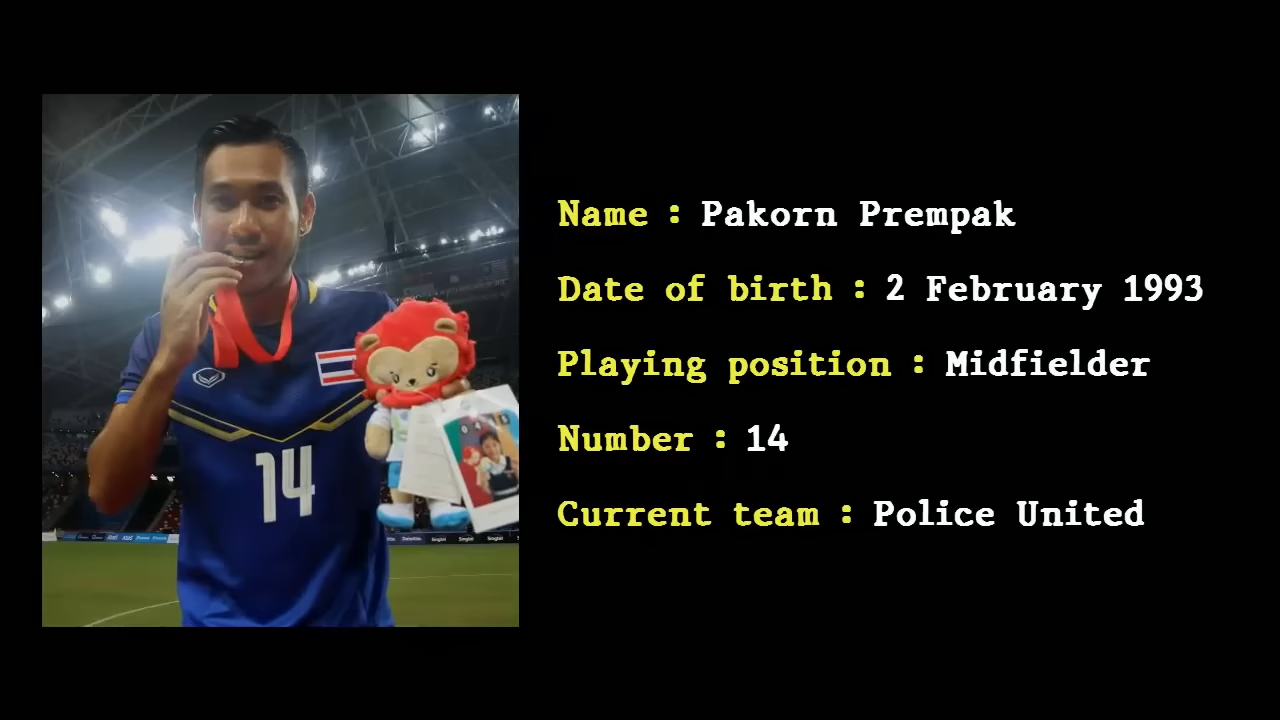 Name : Pakorn Prempak
Date of birth : 2 February 1993
Playing position : Midfielder
Number : 14
Current team : Police United
14